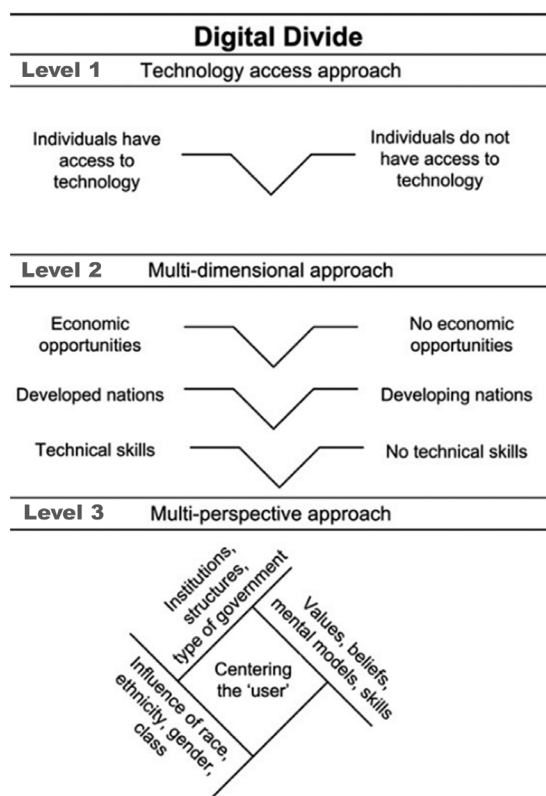 Digital Divide
Level 1 Technology access approach
Individuals have
access to
technology
Individuals do not
have access to
technology
Level 2 Multi-dimensional approach
Economic
opportunities
No economic
opportunities
Developed nations
Developing nations
Technical skills
No technical skills
Level 3 Multi-perspective approach
Institutions,
structures,
type of government
Values, beliefs,
mental models, skills
Centering
the 'user'
Influence of race,
ethnicity, gender,
class